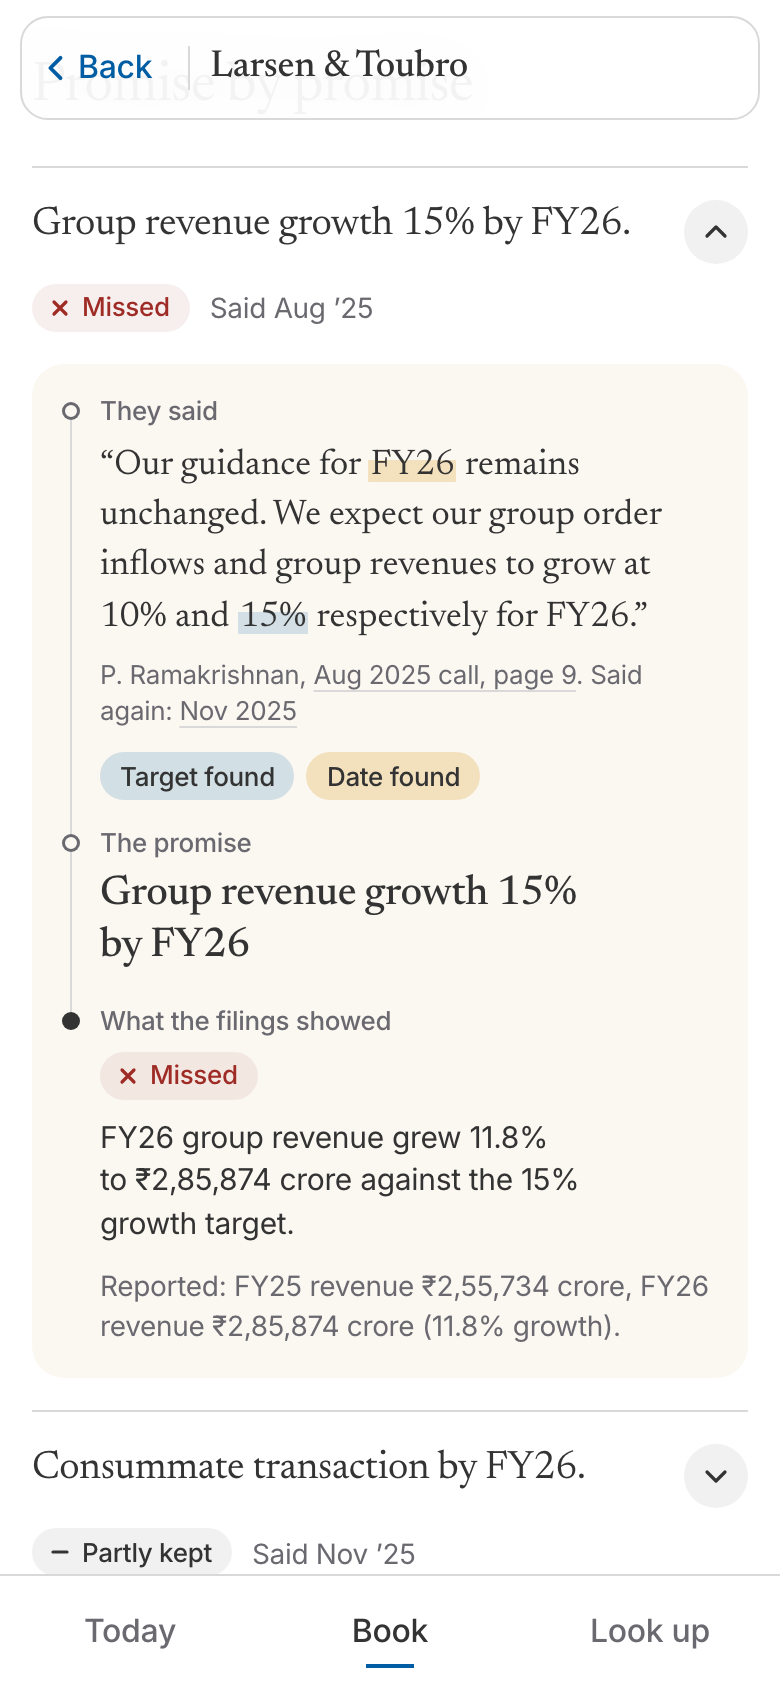 Back
Larsen & Toubro
Promise by promise
Group revenue growth 15% by FY26.
Missed
Said Aug ’25
They said
“Our guidance for FY26 remains
unchanged. We expect our group order
inflows and group revenues to grow at
10% and 15% respectively for FY26.”
P. Ramakrishnan, Aug 2025 call, page 9. Said
again: Nov 2025
Target found
Date found
The promise
Group revenue growth 15%
by FY26
What the filings showed
Missed
FY26 group revenue grew 11.8%
to ₹2,85,874 crore against the 15%
growth target.
Reported: FY25 revenue ₹2,55,734 crore, FY26
revenue ₹2,85,874 crore (11.8% growth).
Consummate transaction by FY26.
Partly kept
Said Nov ’25
Today
Book
Look up